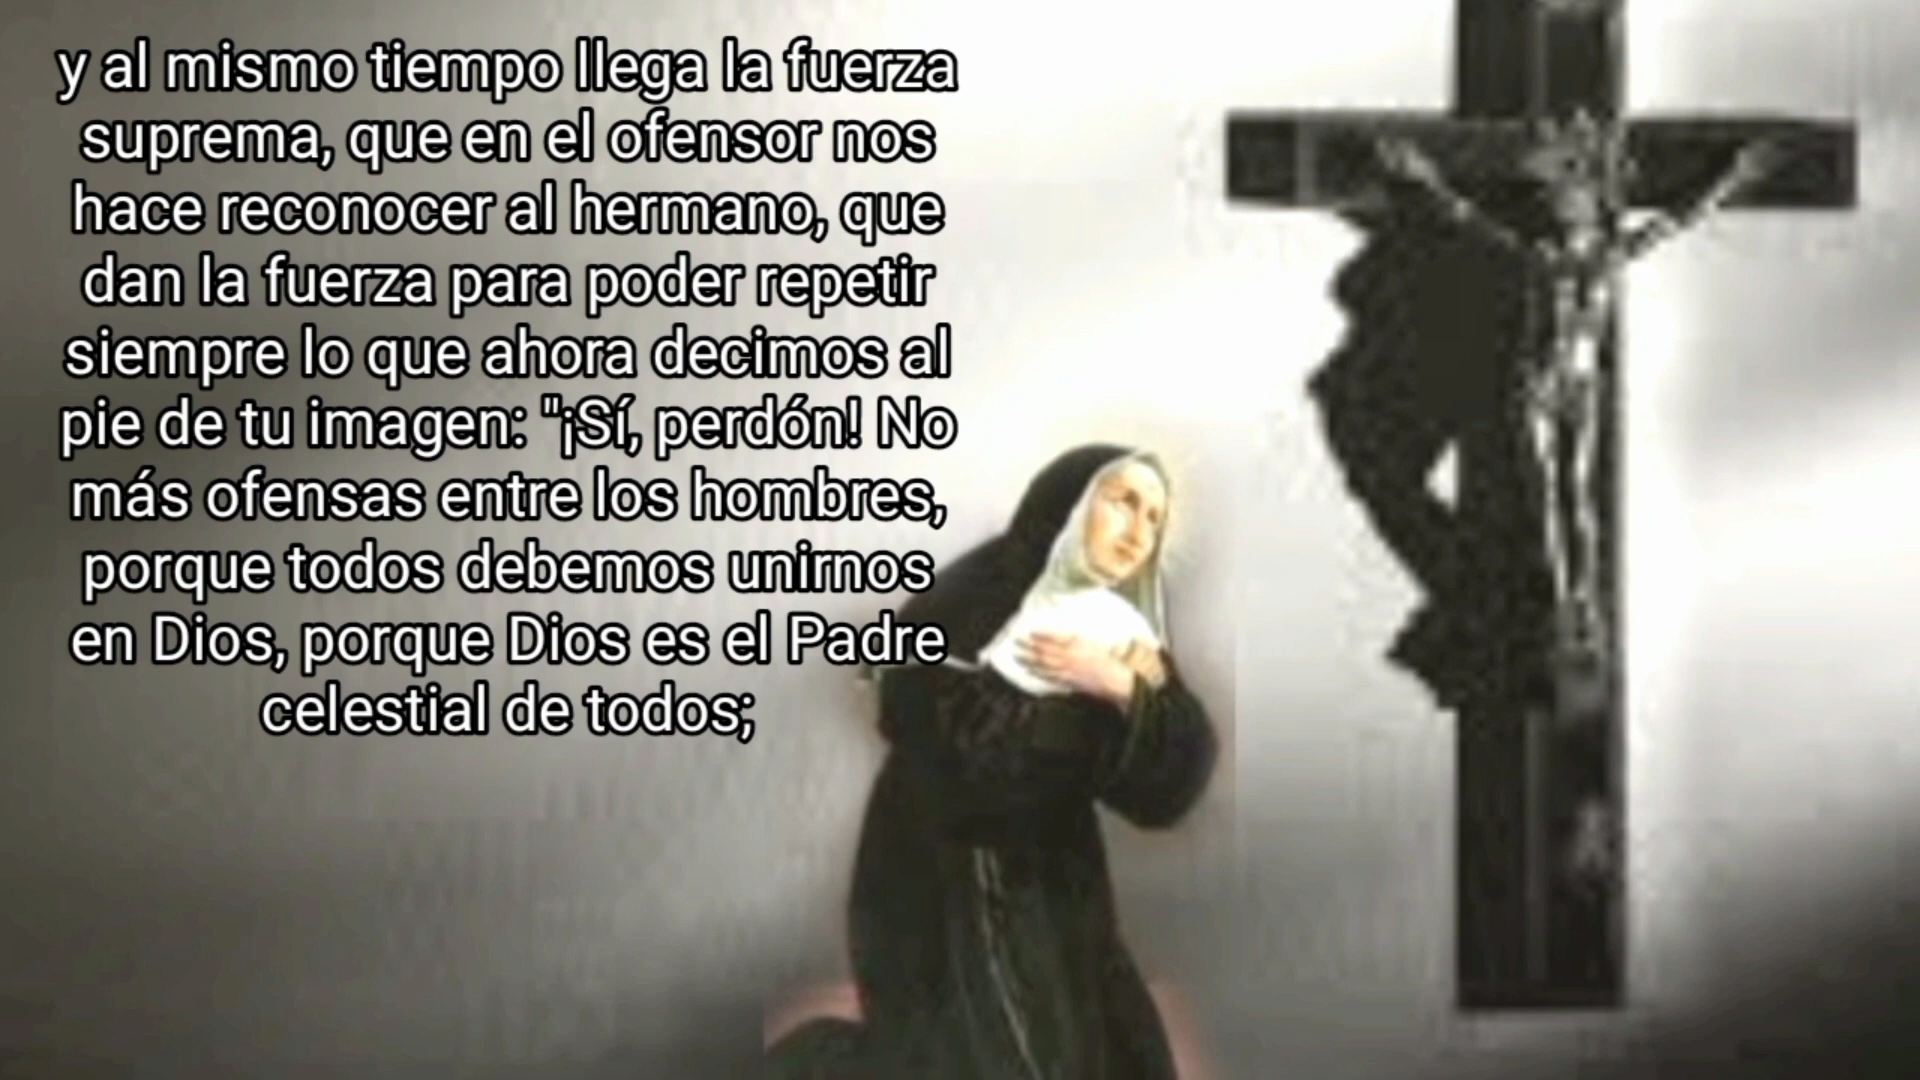 y al mismo tiempo llega la fuerza
suprema, que en el ofensor nos
hace reconocer al hermano, que
dan la fuerza para poder repetir
siempre lo que ahora decimos al
pie de tu imagen: "¡Sí, perdón! No
más ofensas entre los hombres,
porque todos debemos unirnos
en Dios, porque Dios es el Padre
celestial de todos;